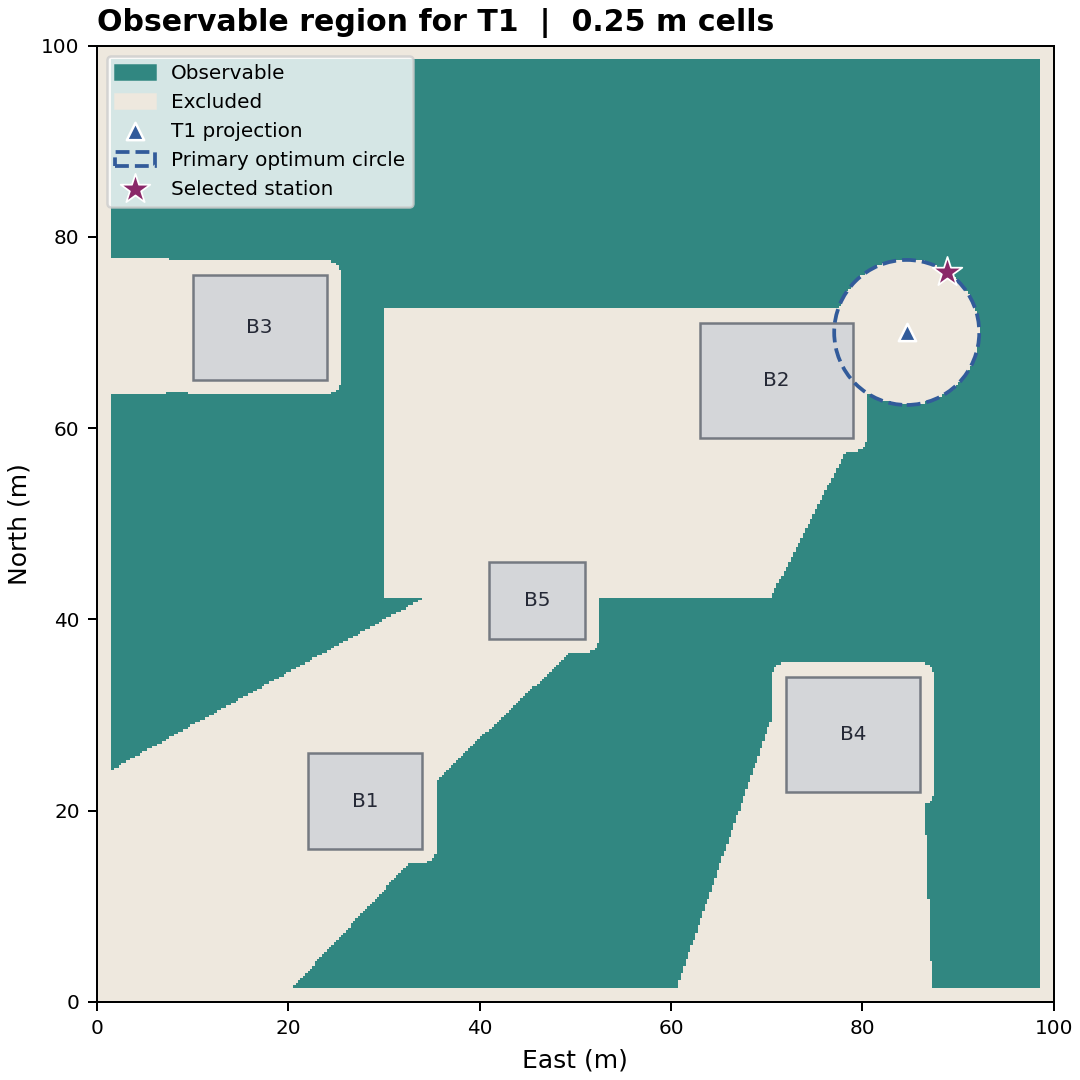 Observable region for T1 | 0.25 m cells
Observable
Excluded
T1 projection
Primary optimum circle
Selected station
100
80
60
40
20
0
North (m)
B3
B2
B5
B4
B1
0 20 40 60 80 100
East (m)